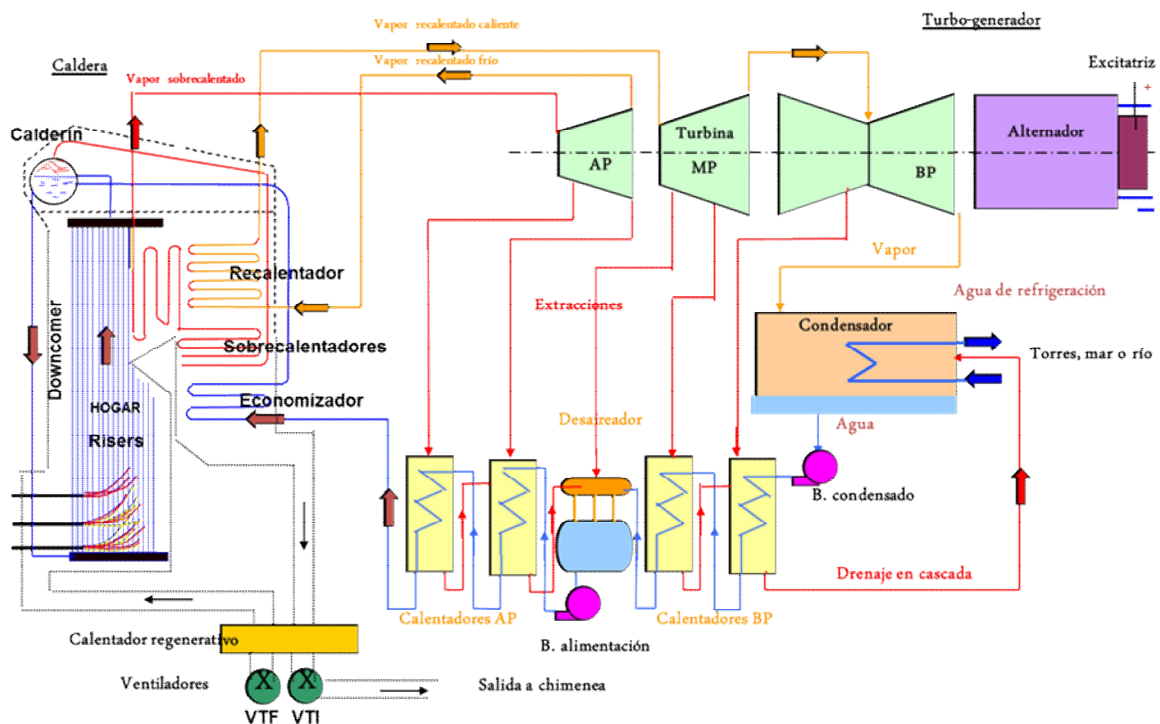 Vapor recalentado caliente
Turbo-generador
Caldera
Vapor recalentado frío
Vapor sobrecalentado
Excitatriz
+
Calderín
Turbina
Alternador
AP
MP
BP
Vapor
Recalentador
Extracciones
Agua de refrigeración
Condensador
Sobrecalentadores
Torres, mar o río
Downcomer
HOGAR
Economizador
Risers
Desaireador
Agua
B. condensado
Drenaje en cascada
Calentadores AP
Calentadores BP
Calentador regenerativo
B. alimentación
Ventiladores
X
X
Salida a chimenea
VTF
VTI